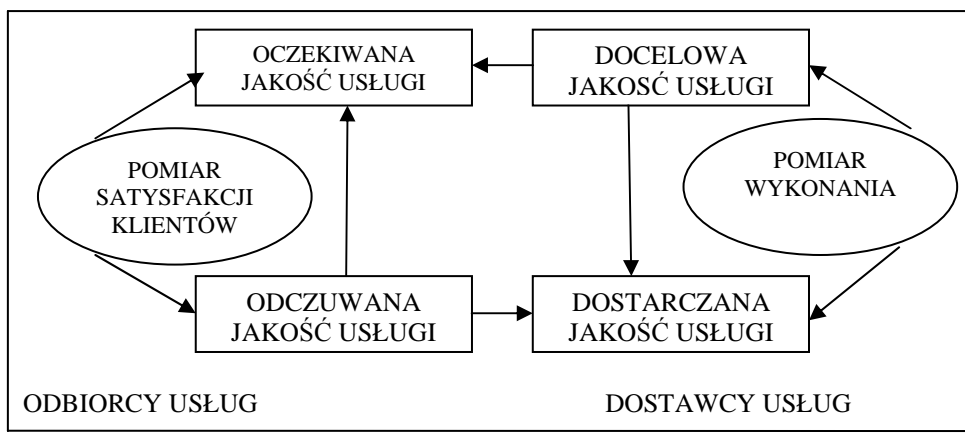 OCZEKIWANA
JAKOŚĆ USŁUGI
DOCELOWA
JAKOSĆ USŁUGI
POMIAR
SATYSFAKCJI
KLIENTÓW
POMIAR
WYKONANIA
ODCZUWANA
JAKOŚĆ USŁUGI
DOSTARCZANA
JAKOŚĆ USŁUGI
ODBIORCY USŁUG
DOSTAWCY USŁUG